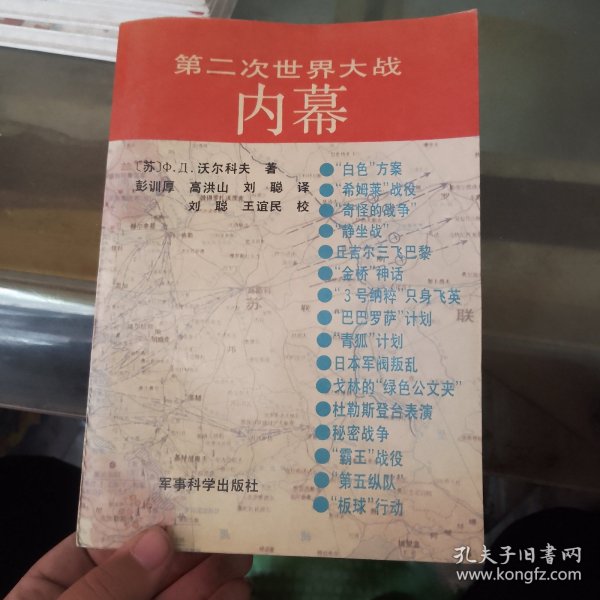 第二次世界大战
内幕
〔苏〕Ф.Д.沃尔科夫 著
彭训厚 高洪山 刘聪 译
刘聪 王谊民 校
●“白色”方案
●“希姆莱”战役
●“奇怪的战争”
●“静坐战”
●丘吉尔三飞巴黎
●“金桥”神话
●“3号纳粹”只身飞英
●“巴巴罗萨”计划
●“青狐”计划
●日本军阀叛乱
●戈林的“绿色公文夹”
●杜勒斯登台表演
●秘密战争
●“霸王”战役
●“第五纵队”
●“板球”行动
苏
联
军事科学出版社
孔夫子旧书网
www.kongfz.com